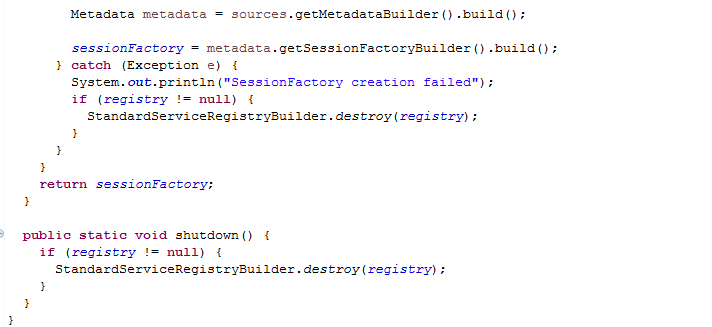 Metadata metadata = sources.getMetadataBuilder().build();
sessionFactory = metadata.getSessionFactoryBuilder().build();
} catch (Exception e) {
System.out.println("SessionFactory creation failed");
if (registry != null) {
StandardServiceRegistryBuilder.destroy(registry);
}
}
}
return sessionFactory;
}
public static void shutdown() {
if (registry != null) {
StandardServiceRegistryBuilder.destroy(registry);
}
}
}